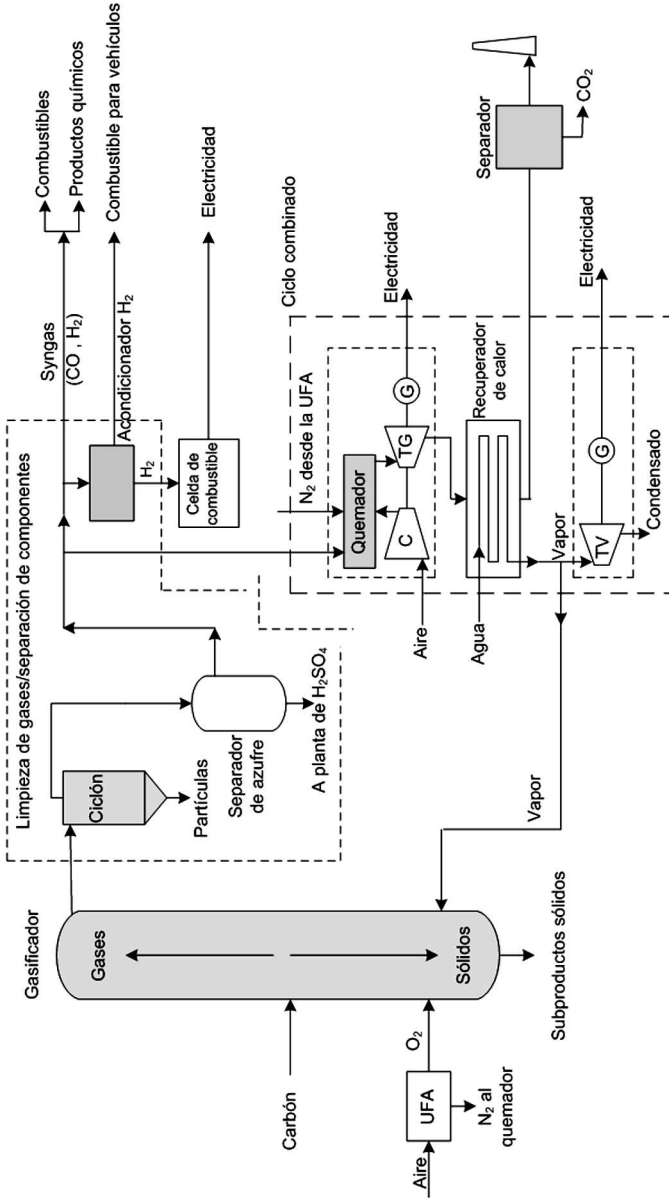 Gasificador
Gases
Sólidos
Carbón
Aire
UFA
O2
N2 al
quemador
Subproductos sólidos
Limpieza de gases/separación de componentes
Ciclón
Partículas
Separador
de azufre
A planta de H2SO4
Syngas
(CO , H2)
Combustibles
Productos químicos
Acondicionador H2
Combustible para vehículos
H2
Celda de
combustible
Electricidad
Ciclo combinado
N2 desde la UFA
Quemador
C
TG
G
Electricidad
Aire
Agua
Recuperador
de calor
Separador
CO2
Vapor
TV
G
Electricidad
Condensado
Vapor